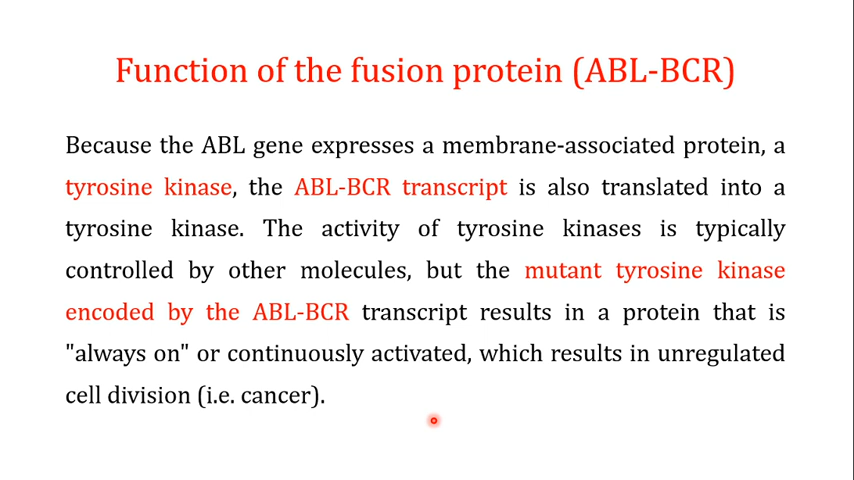 Function of the fusion protein (ABL-BCR)
Because the ABL gene expresses a membrane-associated protein, a
tyrosine kinase, the ABL-BCR transcript is also translated into a
tyrosine kinase. The activity of tyrosine kinases is typically
controlled by other molecules, but the mutant tyrosine kinase
encoded by the ABL-BCR transcript results in a protein that is
"always on" or continuously activated, which results in unregulated
cell division (i.e. cancer).